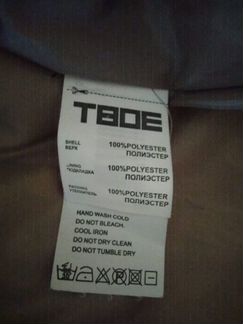 ТВОЕ
SHELL 100%POLYESTER
ВЕРХ ПОЛИЭСТЕР
LINING 100%POLYESTER
ПОДКЛАДКА ПОЛИЭСТЕР
PADDING 100%POLYESTER
УТЕПЛИТЕЛЬ ПОЛИЭСТЕР
HAND WASH COLD
DO NOT BLEACH.
COOL IRON
DO NOT DRY CLEAN
DO NOT TUMBLE DRY